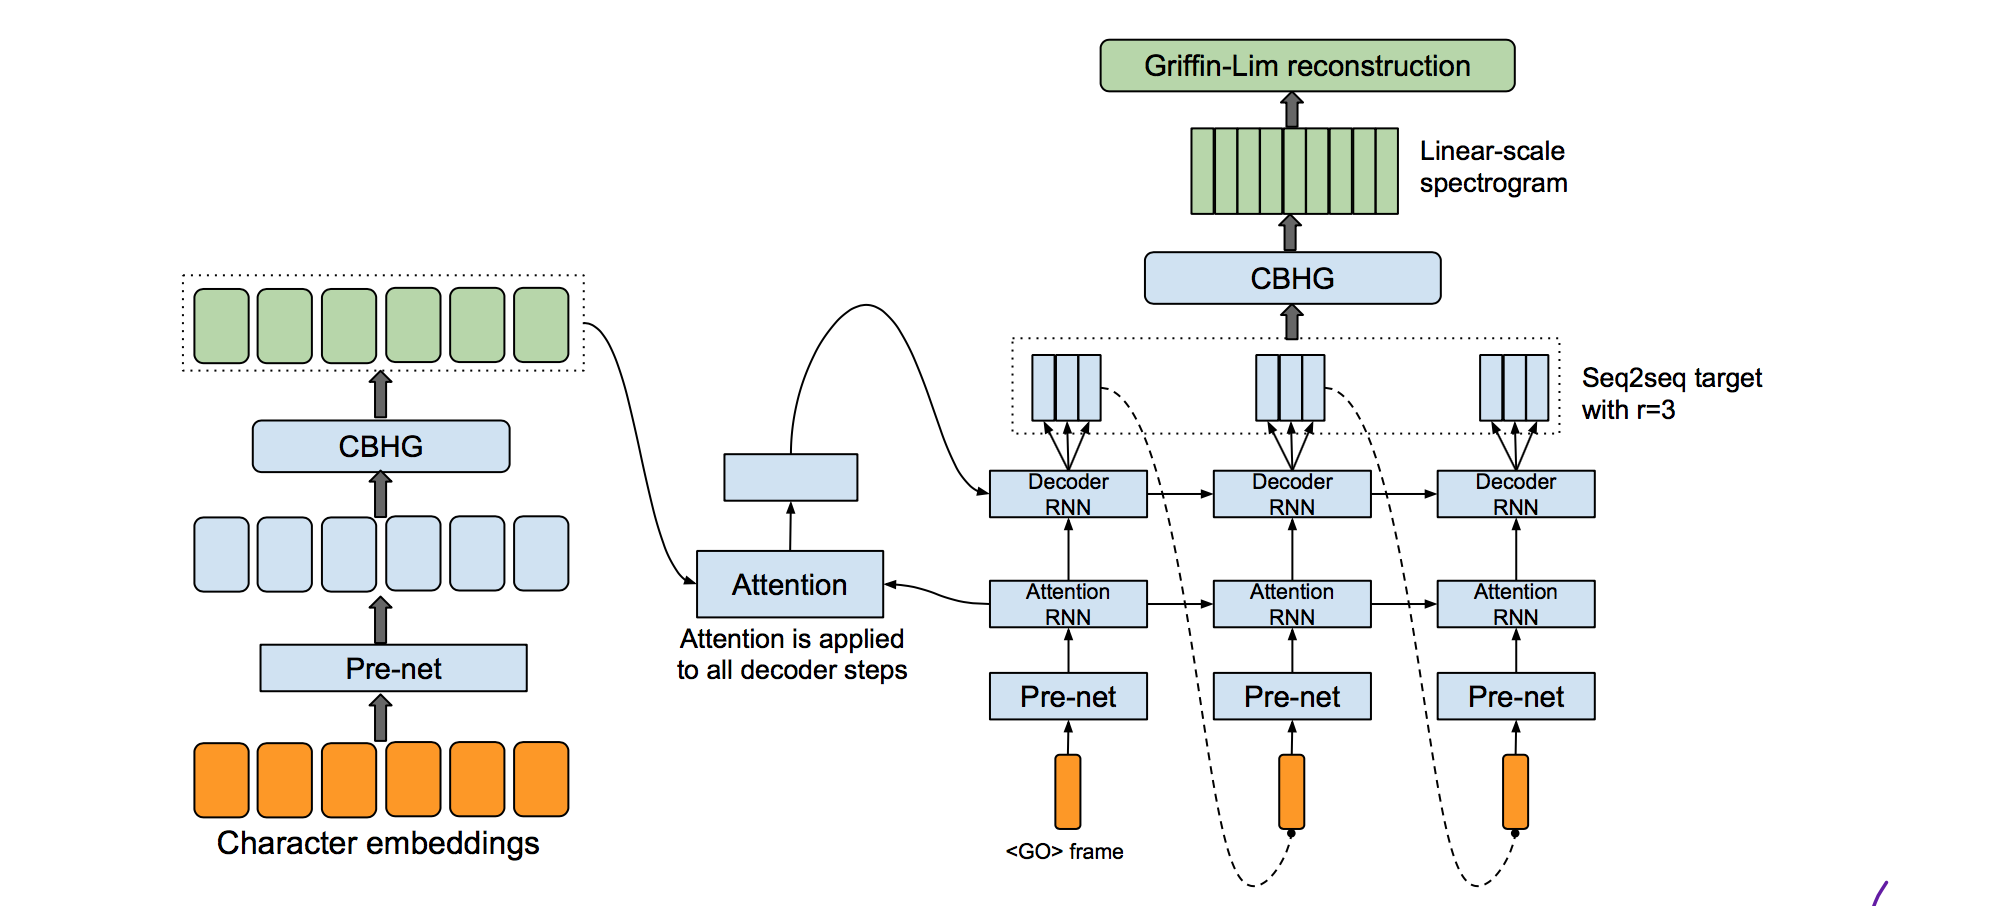 Griffin-Lim reconstruction
Linear-scale
spectrogram
CBHG
Seq2seq target
with r=3
CBHG
Pre-net
Character embeddings
Attention
Attention is applied
to all decoder steps
Decoder
RNN
Decoder
RNN
Decoder
RNN
Attention
RNN
Attention
RNN
Attention
RNN
Pre-net
Pre-net
Pre-net
<GO> frame